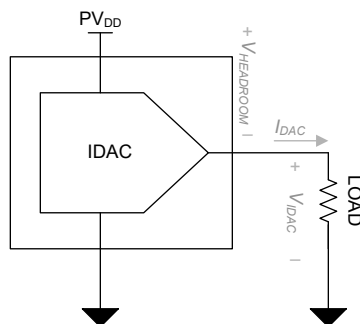 PVDD
+ VHEADROOM –
IDAC
IDAC
+ VIDAC –
LOAD